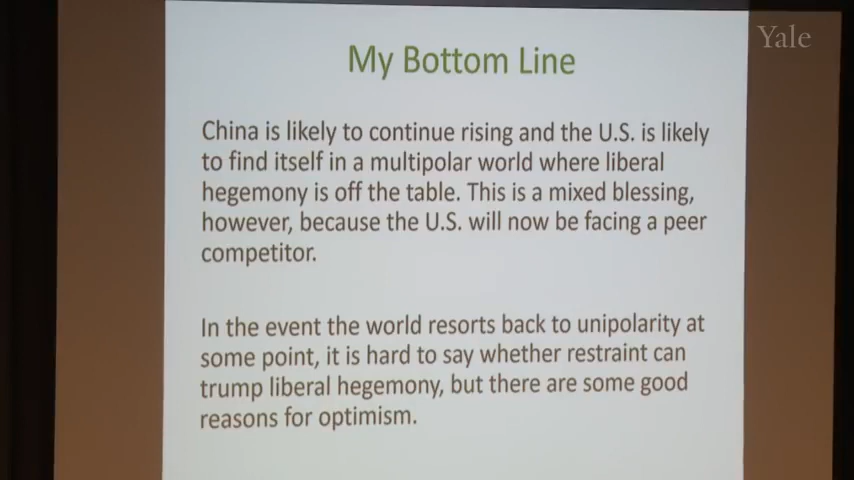 Yale
My Bottom Line
China is likely to continue rising and the U.S. is likely
to find itself in a multipolar world where liberal
hegemony is off the table. This is a mixed blessing,
however, because the U.S. will now be facing a peer
competitor.
In the event the world resorts back to unipolarity at
some point, it is hard to say whether restraint can
trump liberal hegemony, but there are some good
reasons for optimism.